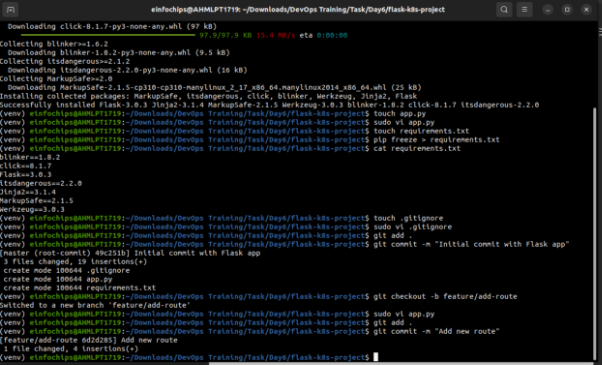 einfochips@AHMLPT1719: ~/Downloads/DevOps Training/Task/Day6/flask-k8s-project
Downloading click-8.1.7-py3-none-any.whl (97 kB)
97.9/97.9 KB 13.4 MB/s eta 0:00:00
Collecting blinker>=1.6.2
Downloading blinker-1.8.2-py3-none-any.whl (9.5 kB)
Collecting itsdangerous>=2.1.2
Downloading itsdangerous-2.2.0-py3-none-any.whl (16 kB)
Collecting MarkupSafe>=2.0
Downloading MarkupSafe-2.1.5-cp310-cp310-manylinux_2_17_x86_64.manylinux2014_x86_64.whl (25 kB)
Installing collected packages: MarkupSafe, itsdangerous, click, blinker, Werkzeug, Jinja2, Flask
Successfully installed Flask-3.0.3 Jinja2-3.1.4 MarkupSafe-2.1.5 Werkzeug-3.0.3 blinker-1.8.2 click-8.1.7 itsdangerous-2.2.0
(venv) einfochips@AHMLPT1719:~/Downloads/DevOps Training/Task/Day6/flask-k8s-project$ touch app.py
(venv) einfochips@AHMLPT1719:~/Downloads/DevOps Training/Task/Day6/flask-k8s-project$ sudo vi app.py
(venv) einfochips@AHMLPT1719:~/Downloads/DevOps Training/Task/Day6/flask-k8s-project$ touch requirements.txt
(venv) einfochips@AHMLPT1719:~/Downloads/DevOps Training/Task/Day6/flask-k8s-project$ pip freeze > requirements.txt
(venv) einfochips@AHMLPT1719:~/Downloads/DevOps Training/Task/Day6/flask-k8s-project$ cat requirements.txt
blinker==1.8.2
click==8.1.7
Flask==3.0.3
itsdangerous==2.2.0
Jinja2==3.1.4
MarkupSafe==2.1.5
Werkzeug==3.0.3
(venv) einfochips@AHMLPT1719:~/Downloads/DevOps Training/Task/Day6/flask-k8s-project$ touch .gitignore
(venv) einfochips@AHMLPT1719:~/Downloads/DevOps Training/Task/Day6/flask-k8s-project$ sudo vi .gitignore
(venv) einfochips@AHMLPT1719:~/Downloads/DevOps Training/Task/Day6/flask-k8s-project$ git add .
(venv) einfochips@AHMLPT1719:~/Downloads/DevOps Training/Task/Day6/flask-k8s-project$ git commit -m "Initial commit with Flask app"
[master (root-commit) 49c251b] Initial commit with Flask app
3 files changed, 19 insertions(+)
create mode 100644 .gitignore
create mode 100644 app.py
create mode 100644 requirements.txt
(venv) einfochips@AHMLPT1719:~/Downloads/DevOps Training/Task/Day6/flask-k8s-project$ git checkout -b feature/add-route
Switched to a new branch 'feature/add-route'
(venv) einfochips@AHMLPT1719:~/Downloads/DevOps Training/Task/Day6/flask-k8s-project$ sudo vi app.py
(venv) einfochips@AHMLPT1719:~/Downloads/DevOps Training/Task/Day6/flask-k8s-project$ git add .
(venv) einfochips@AHMLPT1719:~/Downloads/DevOps Training/Task/Day6/flask-k8s-project$ git commit -m "Add new route"
[feature/add-route 6d2d285] Add new route
1 file changed, 4 insertions(+)
(venv) einfochips@AHMLPT1719:~/Downloads/DevOps Training/Task/Day6/flask-k8s-project$